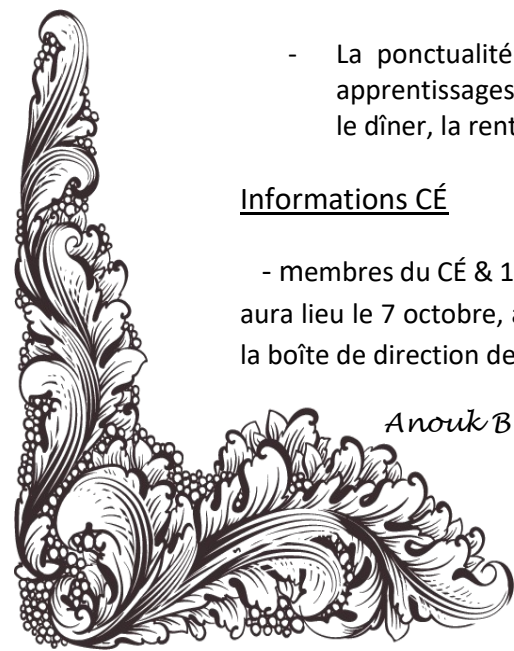 - La ponctualité
apprentissages
le dîner, la rent
Informations CÉ
- membres du CÉ & 1
aura lieu le 7 octobre, a
la boîte de direction de
Anouk B